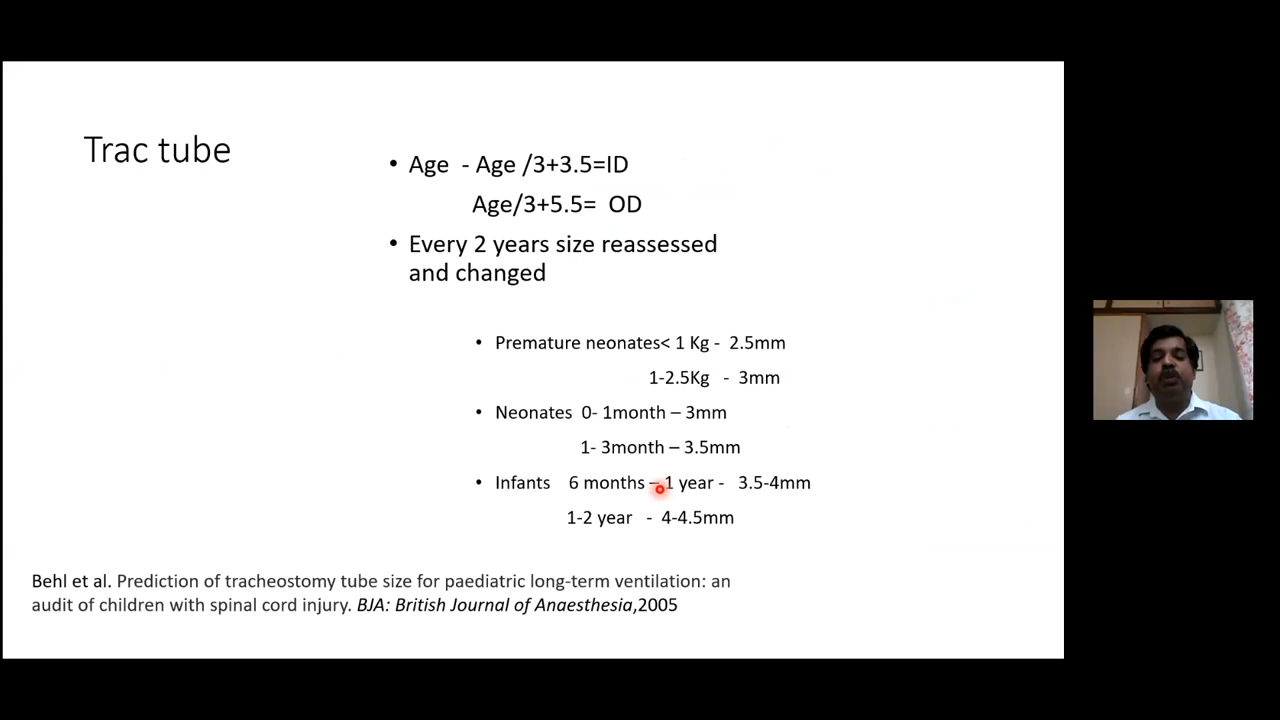 Trac tube
• Age - Age /3+3.5=ID
Age/3+5.5= OD
• Every 2 years size reassessed
and changed
• Premature neonates< 1 Kg - 2.5mm
1-2.5Kg - 3mm
• Neonates 0- 1month – 3mm
1- 3month – 3.5mm
• Infants 6 months – 1 year - 3.5-4mm
1-2 year - 4-4.5mm
Behl et al. Prediction of tracheostomy tube size for paediatric long-term ventilation: an
audit of children with spinal cord injury. BJA: British Journal of Anaesthesia,2005